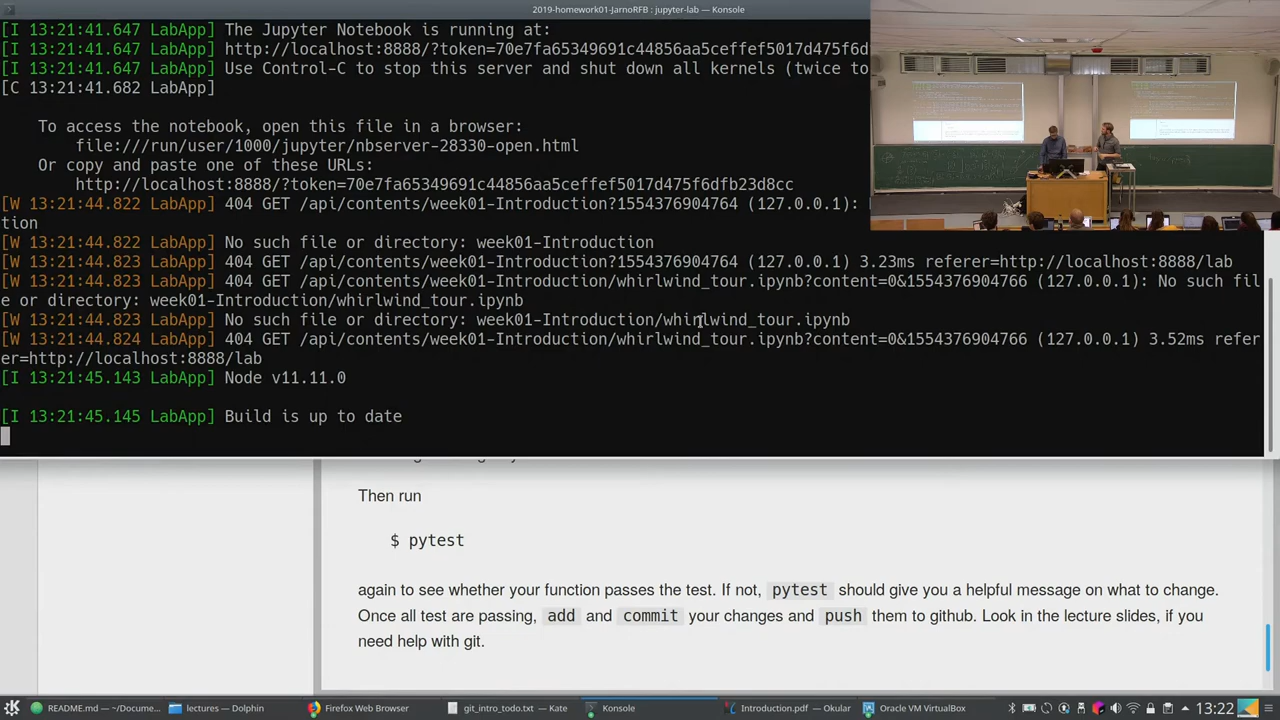 2019-homework01-JarnoRFB : jupyter-lab — Konsole
[I 13:21:41.647 LabApp] The Jupyter Notebook is running at:
[I 13:21:41.647 LabApp] http://localhost:8888/?token=70e7fa65349691c44856aa5ceffef5017d475f6d
[I 13:21:41.647 LabApp] Use Control-C to stop this server and shut down all kernels (twice to
[C 13:21:41.682 LabApp]
To access the notebook, open this file in a browser:
file:///run/user/1000/jupyter/nbserver-28330-open.html
Or copy and paste one of these URLs:
http://localhost:8888/?token=70e7fa65349691c44856aa5ceffef5017d475f6dfb23d8cc
[W 13:21:44.822 LabApp] 404 GET /api/contents/week01-Introduction?1554376904764 (127.0.0.1):
tion
[W 13:21:44.822 LabApp] No such file or directory: week01-Introduction
[W 13:21:44.823 LabApp] 404 GET /api/contents/week01-Introduction?1554376904764 (127.0.0.1) 3.23ms referer=http://localhost:8888/lab
[W 13:21:44.823 LabApp] 404 GET /api/contents/week01-Introduction/whirlwind_tour.ipynb?content=0&1554376904766 (127.0.0.1): No such fil
e or directory: week01-Introduction/whirlwind_tour.ipynb
[W 13:21:44.823 LabApp] No such file or directory: week01-Introduction/whirlwind_tour.ipynb
[W 13:21:44.824 LabApp] 404 GET /api/contents/week01-Introduction/whirlwind_tour.ipynb?content=0&1554376904766 (127.0.0.1) 3.52ms refer
er=http://localhost:8888/lab
[I 13:21:45.143 LabApp] Node v11.11.0
[I 13:21:45.145 LabApp] Build is up to date
Then run
$ pytest
again to see whether your function passes the test. If not, pytest should give you a helpful message on what to change.
Once all test are passing, add and commit your changes and push them to github. Look in the lecture slides, if you
need help with git.
README.md — ~/Docume... lectures — Dolphin Firefox Web Browser git_intro_todo.txt — Kate Konsole Introduction.pdf — Okular Oracle VM VirtualBox 13:22